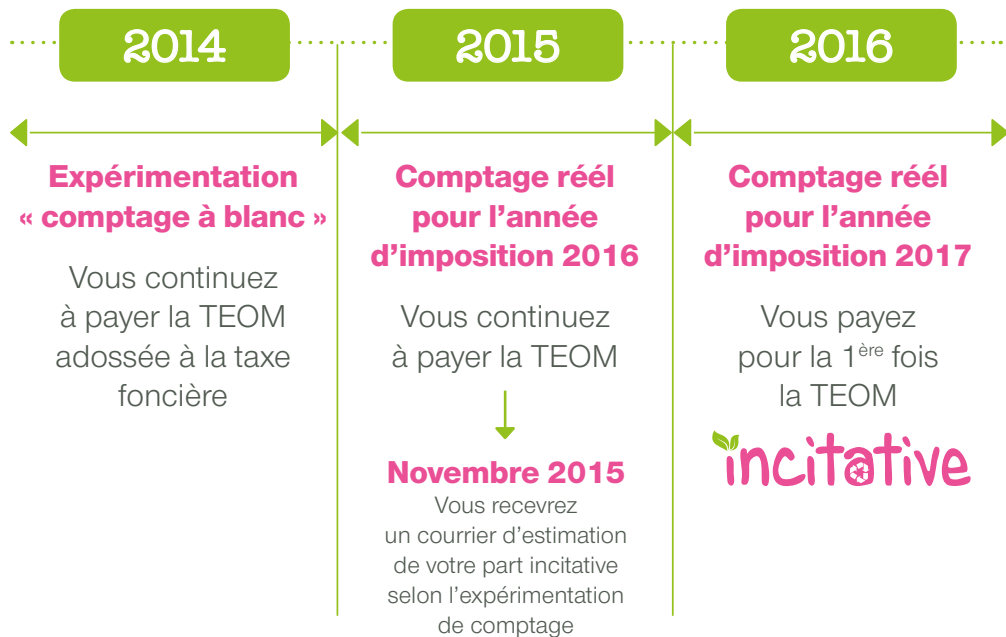 2014
Expérimentation
« comptage à blanc »
Vous continuez
à payer la TEOM
adossée à la taxe
foncière
2015
Comptage réel
pour l’année
d’imposition 2016
Vous continuez
à payer la TEOM
Novembre 2015
Vous recevrez
un courrier d’estimation
de votre part incitative
selon l’expérimentation
de comptage
2016
Comptage réel
pour l’année
d’imposition 2017
Vous payez
pour la 1ère fois
la TEOM
incitative